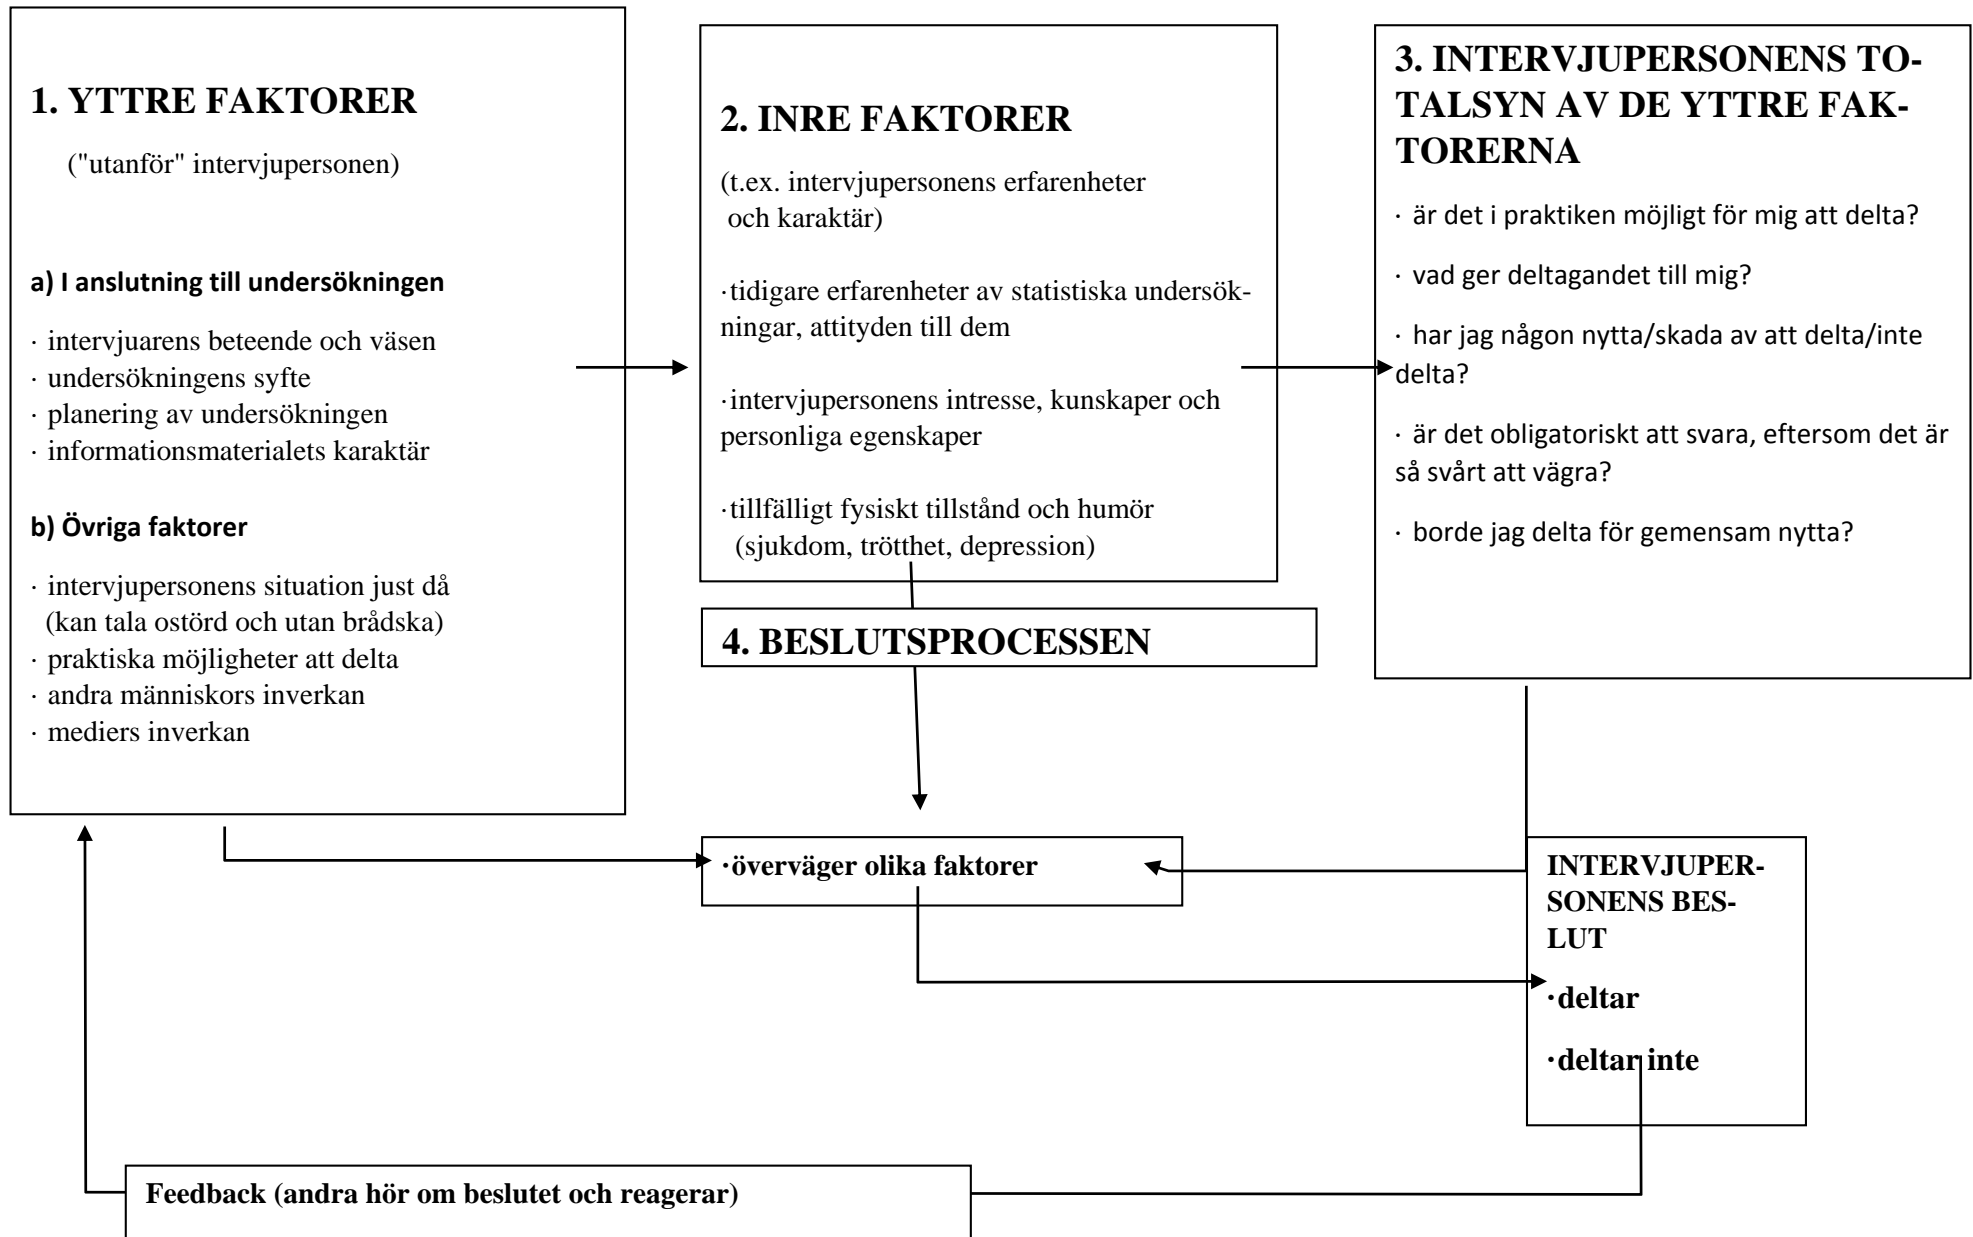 1. YTTRE FAKTORER
("utanför" intervjupersonen)
a) I anslutning till undersökningen
· intervjuarens beteende och väsen
· undersökningens syfte
· planering av undersökningen
· informationsmaterialets karaktär
b) Övriga faktorer
· intervjupersonens situation just då
(kan tala ostörd och utan brådska)
· praktiska möjligheter att delta
· andra människors inverkan
· mediers inverkan
2. INRE FAKTORER
(t.ex. intervjupersonens erfarenheter
och karaktär)
·tidigare erfarenheter av statistiska undersök-
ningar, attityden till dem
·intervjupersonens intresse, kunskaper och
personliga egenskaper
·tillfälligt fysiskt tillstånd och humör
(sjukdom, trötthet, depression)
3. INTERVJUPERSONENS TO-
TALSYN AV DE YTTRE FAK-
TORERNA
· är det i praktiken möjligt för mig att delta?
· vad ger deltagandet till mig?
· har jag någon nytta/skada av att delta/inte
delta?
· är det obligatoriskt att svara, eftersom det är
så svårt att vägra?
· borde jag delta för gemensam nytta?
4. BESLUTSPROCESSEN
·överväger olika faktorer
INTERVJUPER-
SONENS BES-
LUT
·deltar
·deltar inte
Feedback (andra hör om beslutet och reagerar)